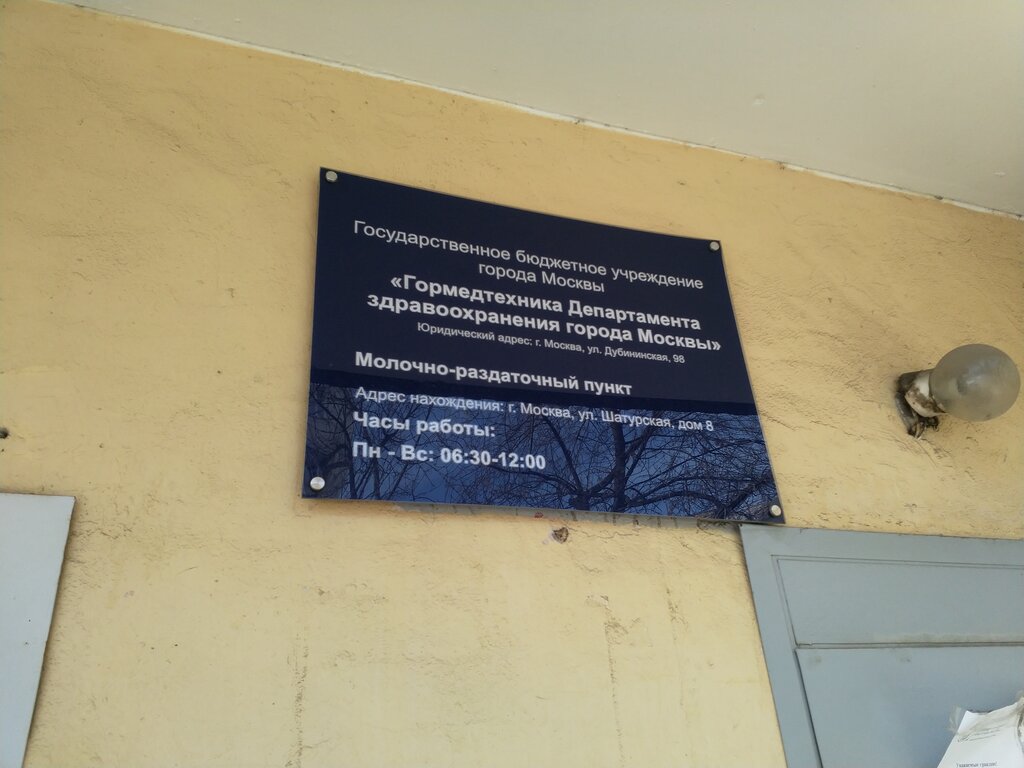 Государственное бюджетное учреждение
города Москвы
«Гормедтехника Департамента
здравоохранения города Москвы»
Юридический адрес: г. Москва, ул. Дубининская, 98
Молочно-раздаточный пункт
Адрес нахождения: г. Москва, ул. Шатурская, дом 8
Часы работы:
Пн - Вс: 06:30-12:00